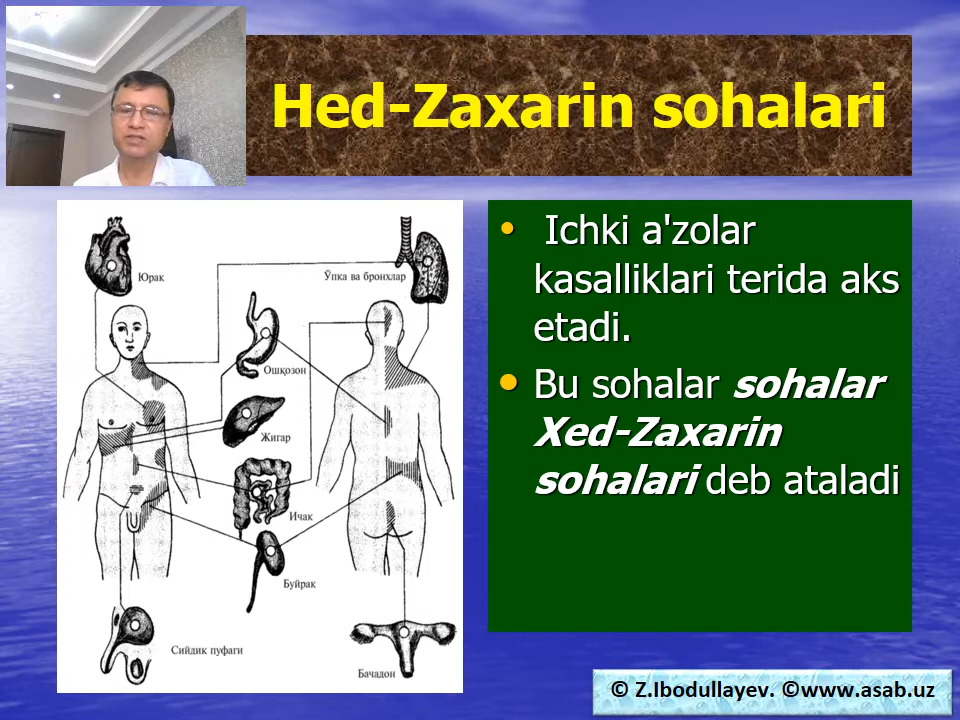 Hed-Zaxarin sohalari
Юрак
Ўпка ва бронхлар
Ошқозон
Жигар
Ичак
Буйрак
Сийдик пуфаги
Бачадон
• Ichki a'zolar
kasalliklari terida aks
etadi.
• Bu sohalar sohalar
Xed-Zaxarin
sohalari deb ataladi
© Z.Ibodullayev. ©www.asab.uz